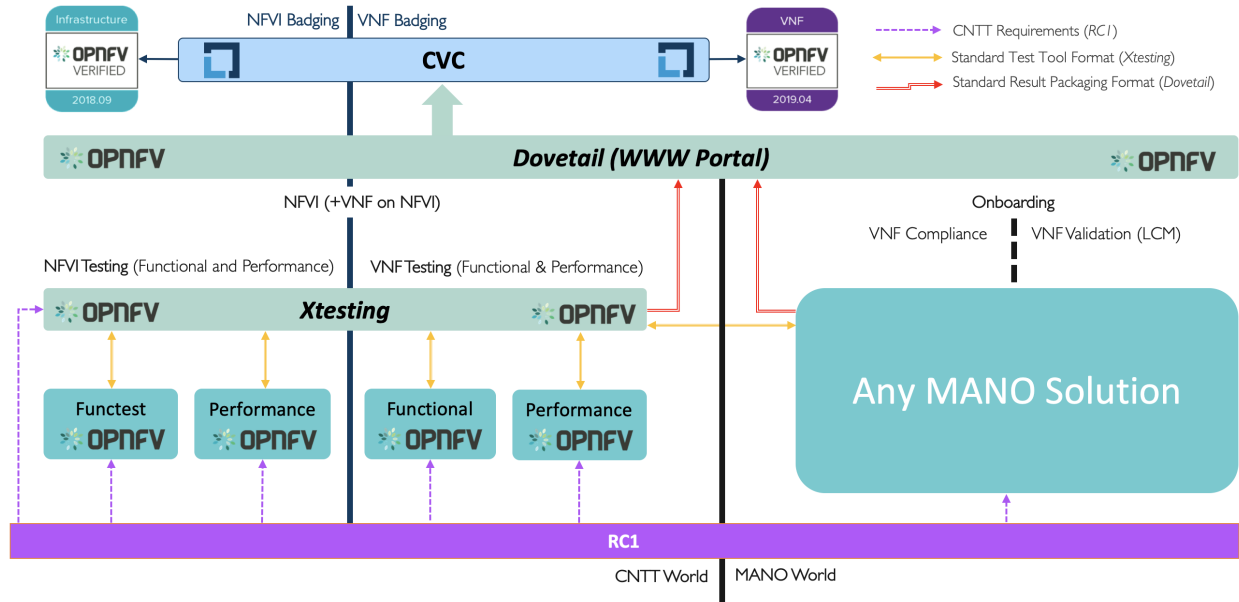 Infrastructure
OPNFV
VERIFIED
2018.09
NFVI Badging
VNF Badging
CVC
VNF
OPNFV
VERIFIED
2019.04
CNTT Requirements (RC1)
Standard Test Tool Format (Xtesting)
Standard Result Packaging Format (Dovetail)
OPNFV
Dovetail (WWW Portal)
OPNFV
NFVI (+VNF on NFVI)
Onboarding
VNF Compliance
VNF Validation (LCM)
NFVI Testing (Functional and Performance)
VNF Testing (Functional & Performance)
OPNFV
Xtesting
OPNFV
Functest
OPNFV
Performance
OPNFV
Functional
OPNFV
Performance
OPNFV
Any MANO Solution
RC1
CNTT World
MANO World